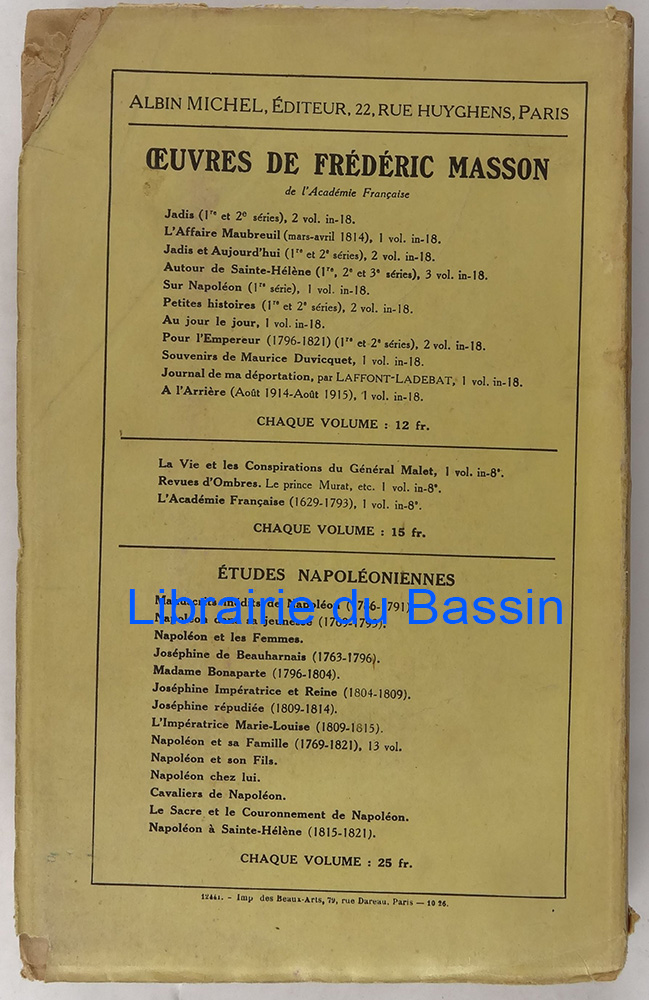 ALBIN MICHEL, ÉDITEUR, 22, RUE HUYGHENS, PARIS
ŒUVRES DE FRÉDÉRIC MASSON
de l'Académie Française
Jadis (1re et 2e séries), 2 vol. in-18.
L'Affaire Maubreuil (mars-avril 1814), 1 vol. in-18.
Jadis et Aujourd'hui (1re et 2e séries), 2 vol. in-18.
Autour de Sainte-Hélène (1re, 2e et 3e séries), 3 vol. in-18.
Sur Napoléon (1re série), 1 vol. in-18.
Petites histoires (1re et 2e séries), 2 vol. in-18.
Au jour le jour, 1 vol. in-18.
Pour l'Empereur (1796-1821) (1re et 2e séries), 2 vol. in-18.
Souvenirs de Maurice Duvicquet, 1 vol. in-18.
Journal de ma déportation, par LAFFONT-LADEBAT, 1 vol. in-18.
A l'Arrière (Août 1914-Août 1915), 1 vol. in-18.
CHAQUE VOLUME : 12 fr.
La Vie et les Conspirations du Général Malet, 1 vol. in-8°.
Revues d'Ombres. Le prince Murat, etc. 1 vol. in-8°.
L'Académie Française (1629-1793), 1 vol. in-8°.
CHAQUE VOLUME : 15 fr.
ÉTUDES NAPOLÉONIENNES
Manuscrits inédits de Napoléon (1786-1791)
Librairie du Bassin
Napoléon dans sa jeunesse (1769-1793).
Napoléon et les Femmes.
Joséphine de Beauharnais (1763-1796).
Madame Bonaparte (1796-1804).
Joséphine Impératrice et Reine (1804-1809).
Joséphine répudiée (1809-1814).
L'Impératrice Marie-Louise (1809-1815).
Napoléon et sa Famille (1769-1821), 13 vol.
Napoléon et son Fils.
Napoléon chez lui.
Cavaliers de Napoléon.
Le Sacre et le Couronnement de Napoléon.
Napoléon à Sainte-Hélène (1815-1821).
CHAQUE VOLUME : 25 fr.
12441. - Imp des Beaux-Arts, 79, rue Dareau, Paris — 10 26.